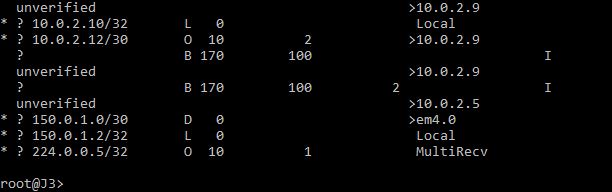 unverified >10.0.2.9
* ? 10.0.2.10/32 L 0 Local
* ? 10.0.2.12/30 O 10 2 >10.0.2.9
? B 170 100 I
unverified >10.0.2.9
? B 170 100 2 I
unverified >10.0.2.5
* ? 150.0.1.0/30 D 0 >em4.0
* ? 150.0.1.2/32 L 0 Local
* ? 224.0.0.5/32 O 10 1 MultiRecv
root@J3>